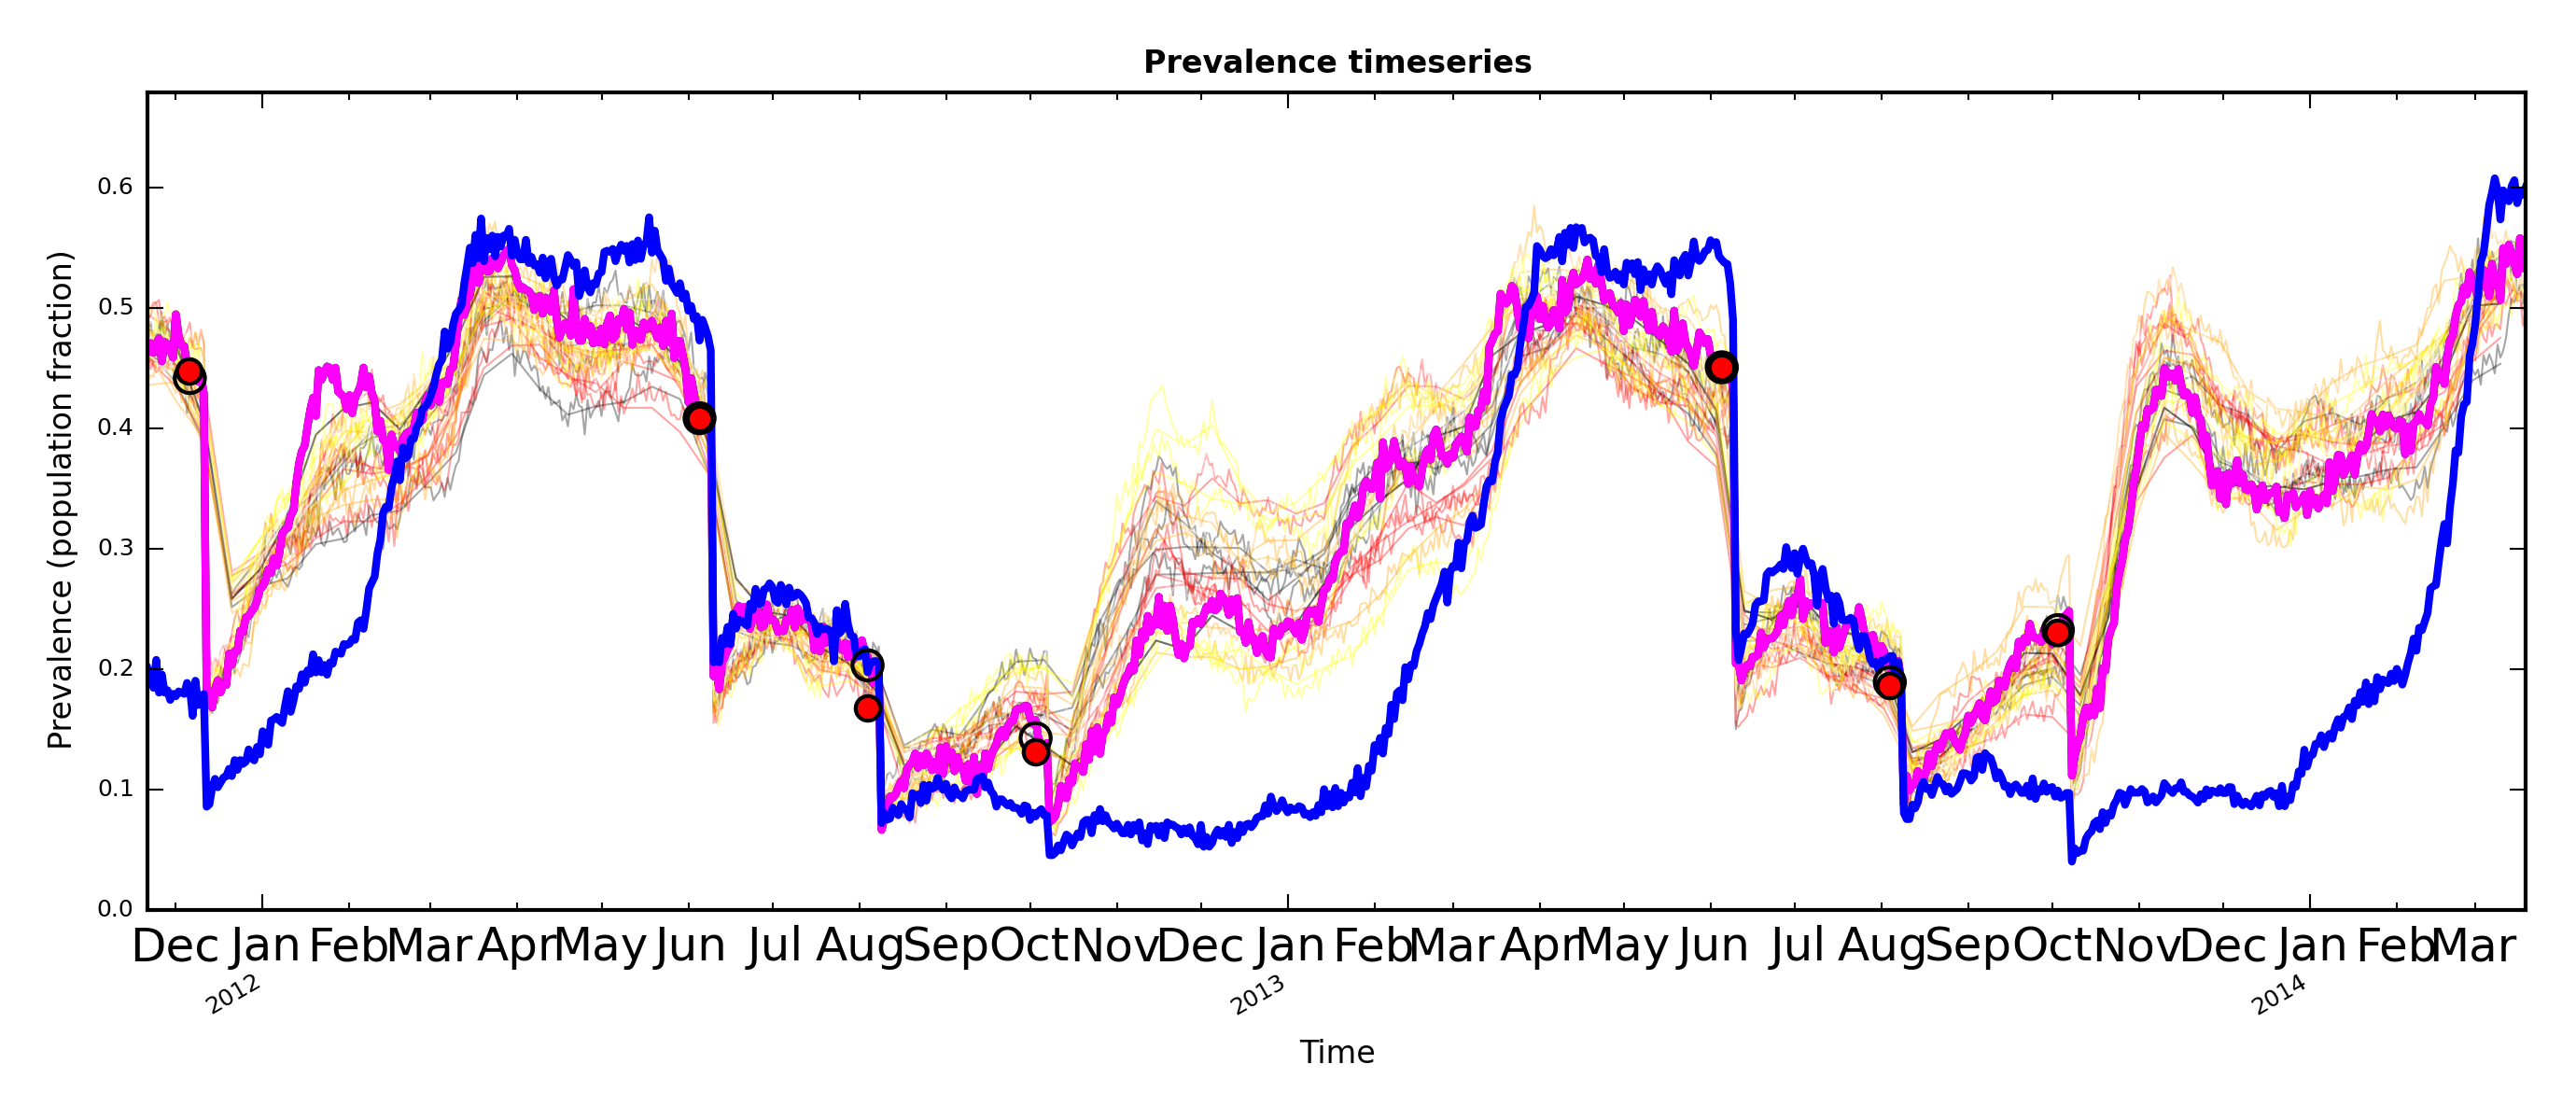 Prevalence timeseries
Prevalence (population fraction)
0.6
0.5
0.4
0.3
0.2
0.1
0.0
Dec Jan Feb Mar Apr May Jun Jul Aug Sep Oct Nov Dec Jan Feb Mar Apr May Jun Jul Aug Sep Oct Nov Dec Jan Feb Mar
2012 2013 2014
Time